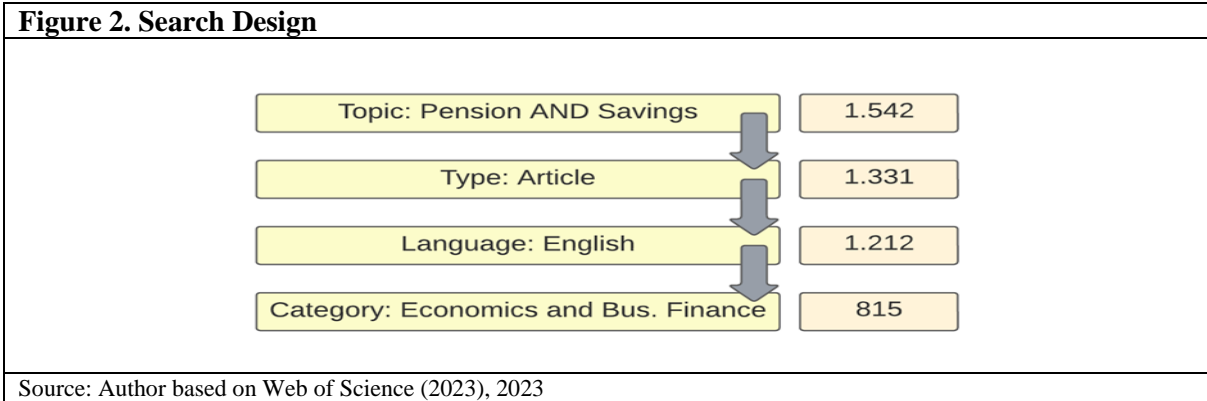 Figure 2. Search Design
Topic: Pension AND Savings 1.542
Type: Article 1.331
Language: English 1.212
Category: Economics and Bus. Finance 815
Source: Author based on Web of Science (2023), 2023